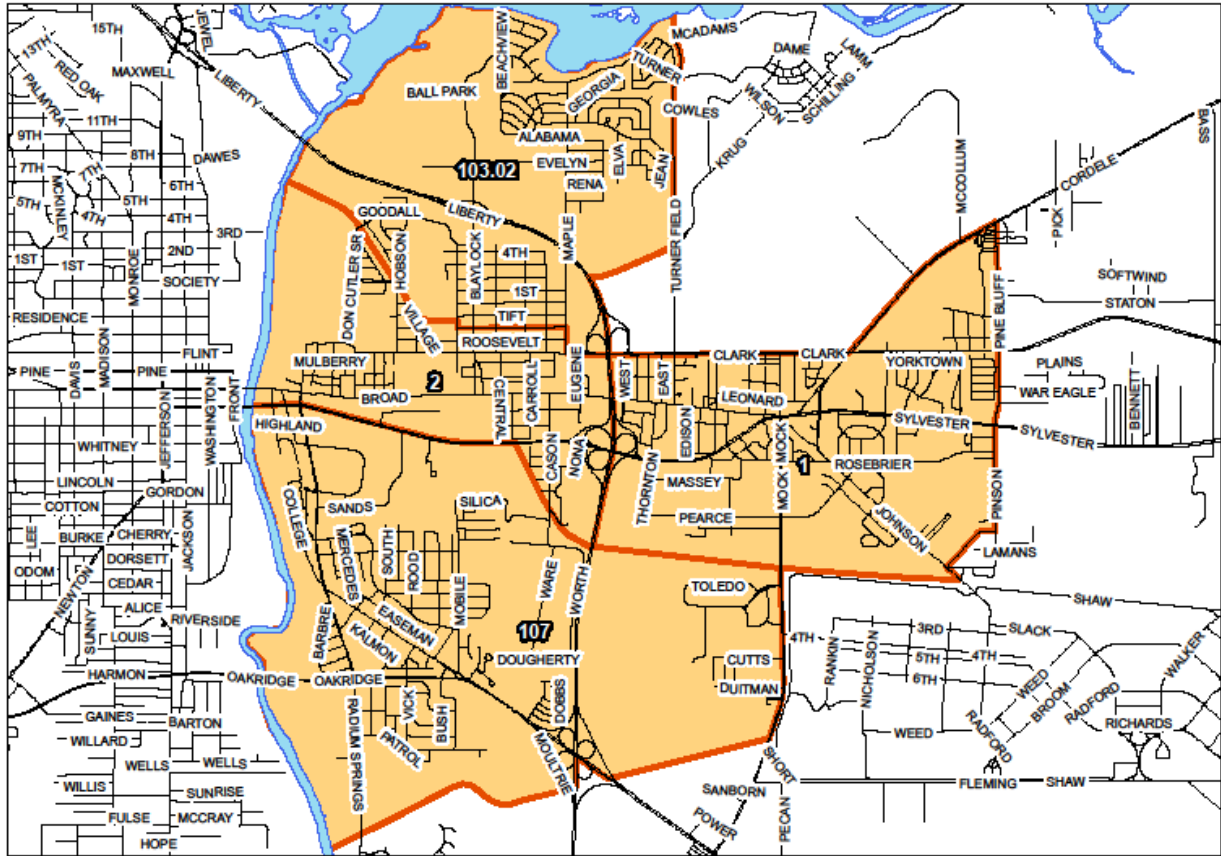 15TH
JEWEL
13TH
RED OAK
MAXWELL
PALMYRA
LIBERTY
11TH
9TH
8TH
DAWES
7TH
7TH
6TH
5TH
MCKINLEY
4TH
5TH
4TH
3RD
2ND
1ST
1ST
MONROE
SOCIETY
RESIDENCE
FLINT
PINE
DAVIS
MADISON
PINE
WASHINGTON
FRONT
JEFFERSON
WHITNEY
LINCOLN
GORDON
COTTON
LEE
BURKE
CHERRY
JACKSON
DORSETT
ODOM
CEDAR
NEWTON
ALICE
SUNNY
RIVERSIDE
LOUIS
HARMON
GAINES
BARTON
WILLARD
WELLS
WELLS
WILLIS
SUNRISE
FULSE
MCCRAY
HOPE
BEACHVIEW
BALL PARK
MCADAMS
TURNER
GEORGIA
COWLES
ALABAMA
EVELYN
ELVA
JEAN
RENA
103.02
DAME
LAMM
WILSON
SCHILLING
KRUG
BASS
CORDELE
MCCOLLUM
PICK
GOODALL
LIBERTY
MAPLE
TURNER FIELD
DON CUTLER SR
HOBSON
BLAYLOCK
4TH
1ST
TIFT
VILLAGE
ROOSEVELT
MULBERRY
2
BROAD
CENTRAL
CARROLL
EUGENE
WEST
EAST
CLARK
CLARK
YORKTOWN
PINE BLUFF
SOFTWIND
STATON
PLAINS
WAR EAGLE
BENNETT
LEONARD
SYLVESTER
SYLVESTER
HIGHLAND
CASON
NONA
EDISON
MOCK
MOCK
1
ROSEBRIER
THORNTON
MASSEY
PEARCE
JOHNSON
PINSON
LAMANS
COLLEGE
SANDS
SILICA
MERCEDES
SOUTH
ROOD
MOBILE
WARE
WORTH
TOLEDO
EASEMAN
BARBRE
KALMON
107
DOUGHERTY
OAKRIDGE
OAKRIDGE
CUTTS
DUITMAN
VICK
BUSH
DOBBS
RADIUM SPRINGS
PATROL
MOULTRIE
SHAW
4TH
RANKIN
NICHOLSON
3RD
SLACK
5TH
4TH
6TH
WEED
BROOM
RADFORD
WALKER
RADFORD
RICHARDS
WEED
SHORT
FLEMING
SHAW
SANBORN
POWER
PECAN